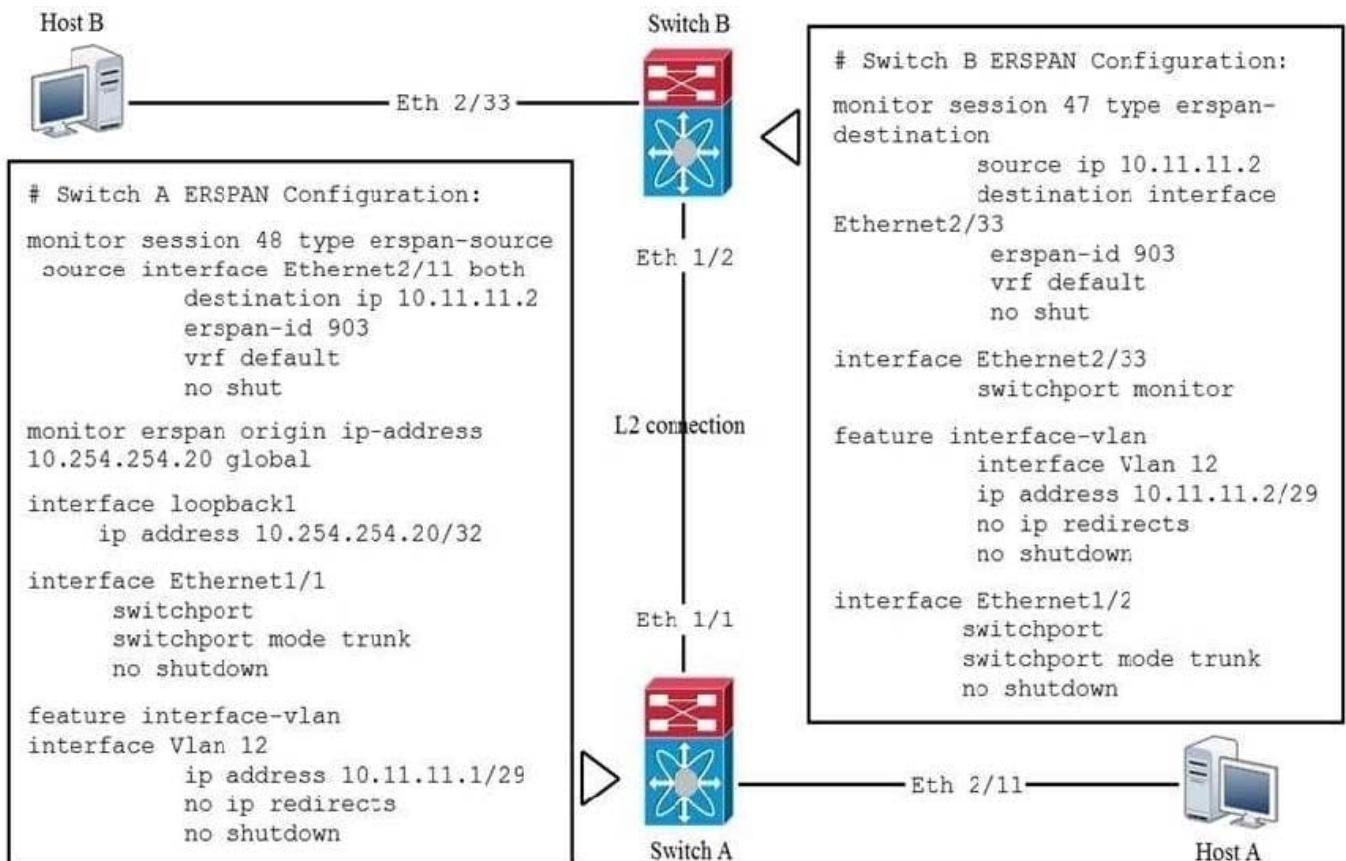 Host B
Switch B
Eth 2/33
# Switch B ERSPAN Configuration:
monitor session 47 type erspan-
destination
source ip 10.11.11.2
destination interface
Ethernet2/33
erspan-id 903
vrf default
no shut
interface Ethernet2/33
switchport monitor
feature interface-vlan
interface Vlan 12
ip address 10.11.11.2/29
no ip redirects
no shutdown
interface Ethernet1/2
switchport
switchport mode trunk
no shutdown
# Switch A ERSPAN Configuration:
monitor session 48 type erspan-source
source interface Ethernet2/11 both
destination ip 10.11.11.2
erspan-id 903
vrf default
no shut
monitor erspan origin ip-address
10.254.254.20 global
interface loopback1
ip address 10.254.254.20/32
interface Ethernet1/1
switchport
switchport mode trunk
no shutdown
feature interface-vlan
interface Vlan 12
ip address 10.11.11.1/29
no ip redirects
no shutdown
Eth 1/2
L2 connection
Eth 1/1
Eth 2/11
Switch A
Host A